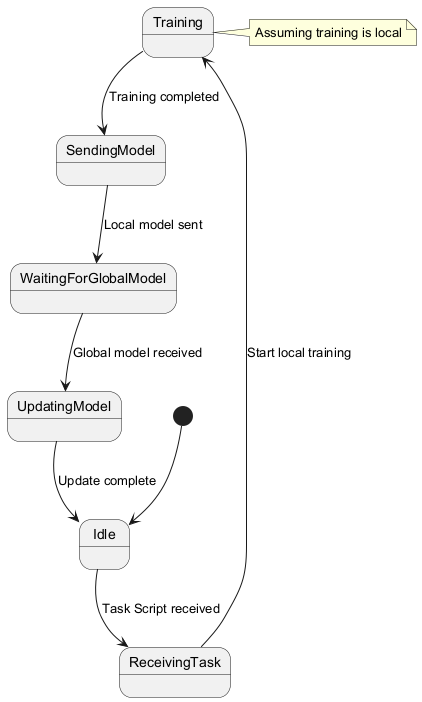 Training
Assuming training is local
Training completed
SendingModel
Local model sent
WaitingForGlobalModel
Global model received
Start local training
UpdatingModel
Update complete
Idle
Task Script received
ReceivingTask